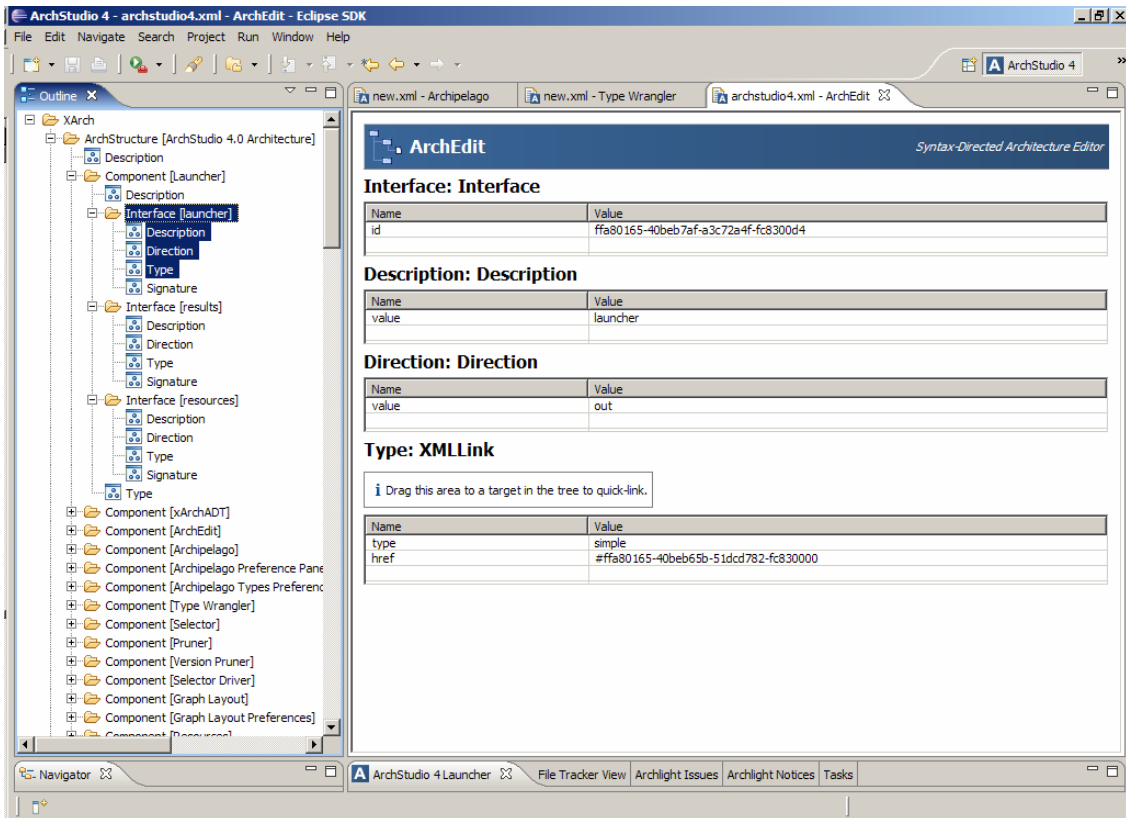 ArchStudio 4 - archstudio4.xml - ArchEdit - Eclipse SDK
File Edit Navigate Search Project Run Window Help
ArchStudio 4
Outline
new.xml - Archipelago
new.xml - Type Wrangler
archstudio4.xml - ArchEdit
XArch
ArchStructure [ArchStudio 4.0 Architecture]
Description
Component [Launcher]
Description
Interface [launcher]
Description
Direction
Type
Signature
Interface [results]
Description
Direction
Type
Signature
Interface [resources]
Description
Direction
Type
Signature
Type
Component [xArchADT]
Component [ArchEdit]
Component [Archipelago]
Component [Archipelago Preference Pane
Component [Archipelago Types Preferenc
Component [Type Wrangler]
Component [Selector]
Component [Pruner]
Component [Version Pruner]
Component [Selector Driver]
Component [Graph Layout]
Component [Graph Layout Preferences]
Component [Resources]
ArchEdit
Syntax-Directed Architecture Editor
Interface: Interface
Name Value
id ffa80165-40beb7af-a3c72a4f-fc8300d4
Description: Description
Name Value
value launcher
Direction: Direction
Name Value
value out
Type: XMLLink
i Drag this area to a target in the tree to quick-link.
Name Value
type simple
href #ffa80165-40beb65b-51dcd782-fc830000
Navigator
ArchStudio 4 Launcher
File Tracker View
Archlight Issues
Archlight Notices
Tasks